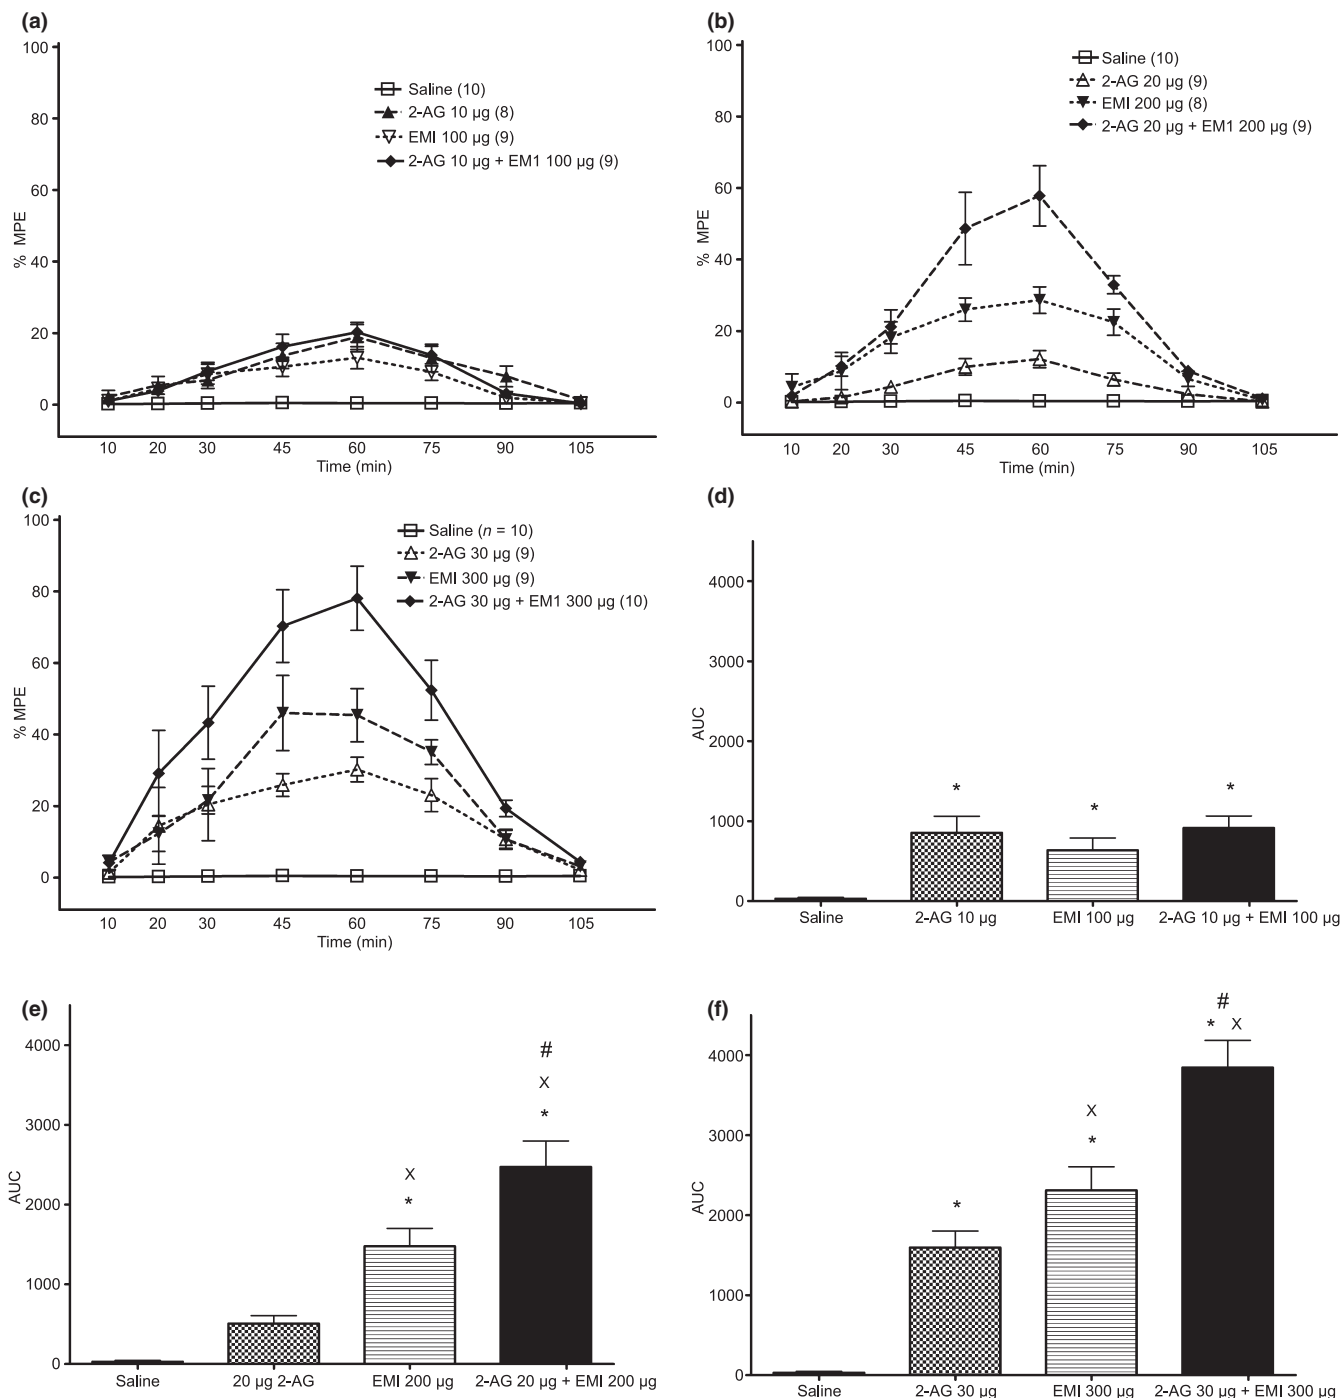 (a)
100
80
60
40
20
0
% MPE
Saline (10)
2-AG 10 µg (8)
EMI 100 µg (9)
2-AG 10 µg + EM1 100 µg (9)
10 20 30 45 60 75 90 105
Time (min)
(b)
100
80
60
40
20
0
% MPE
Saline (10)
2-AG 20 µg (9)
EMI 200 µg (8)
2-AG 20 µg + EM1 200 µg (9)
10 20 30 45 60 75 90 105
Time (min)
(c)
100
80
60
40
20
0
% MPE
Saline (n = 10)
2-AG 30 µg (9)
EMI 300 µg (9)
2-AG 30 µg + EM1 300 µg (10)
10 20 30 45 60 75 90 105
Time (min)
(d)
4000
3000
2000
1000
0
AUC
* * *
Saline 2-AG 10 µg EMI 100 µg 2-AG 10 µg + EMI 100 µg
(e)
4000
3000
2000
1000
0
AUC
#
X X
* *
Saline 20 µg 2-AG EMI 200 µg 2-AG 20 µg + EMI 200 µg
(f)
4000
3000
2000
1000
0
AUC
#
* X
X
* *
Saline 2-AG 30 µg EMI 300 µg 2-AG 30 µg + EMI 300 µg